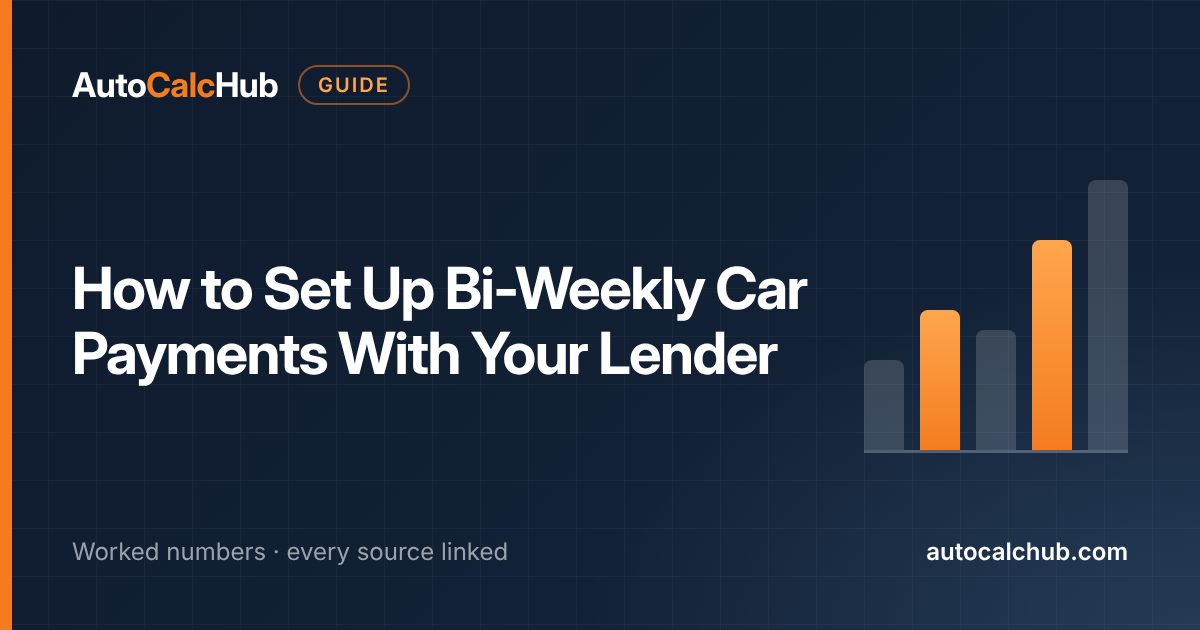 AutoCalcHub GUIDE
How to Set Up Bi-Weekly Car
Payments With Your Lender
Worked numbers · every source linked
autocalchub.com